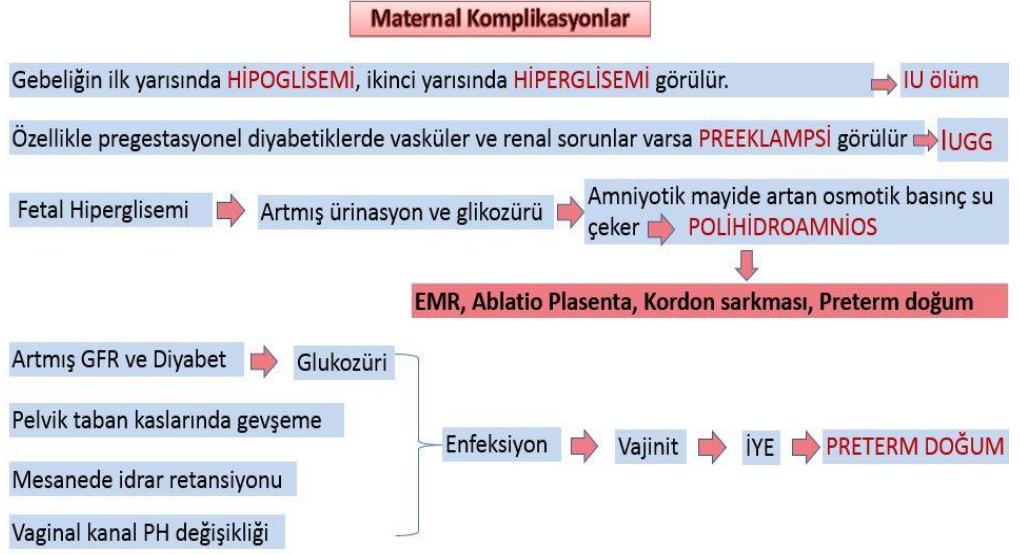 Maternal Komplikasyonlar
Gebeliğin ilk yarısında HİPOGLİSEMİ, ikinci yarısında HİPERGLİSEMİ görülür.
IU ölüm
Özellikle pregestasyonel diyabetiklerde vasküler ve renal sorunlar varsa PREEKLAMPSİ görülür
IUGG
Fetal Hiperglisemi
Artmış ürinasyon ve glikozürü
Amniyotik mayide artan osmotik basınç su
çeker
POLİHİDROAMNİOS
EMR, Ablatio Plasenta, Kordon sarkması, Preterm doğum
Artmış GFR ve Diyabet
Glukozüri
Pelvik taban kaslarında gevşeme
Mesanede idrar retansiyonu
Vaginal kanal PH değişikliği
Enfeksiyon
Vajinit
İYE
PRETERM DOĞUM